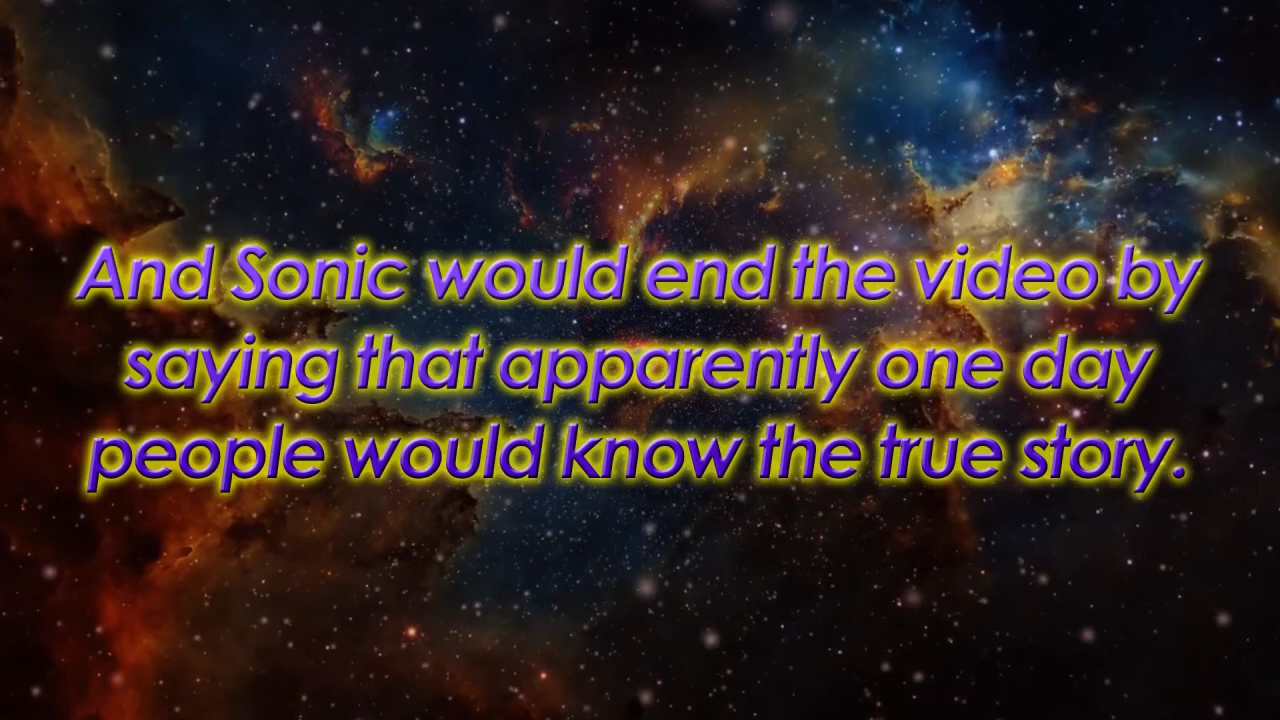 And Sonic would end the video by
saying that apparently one day
people would know the true story.